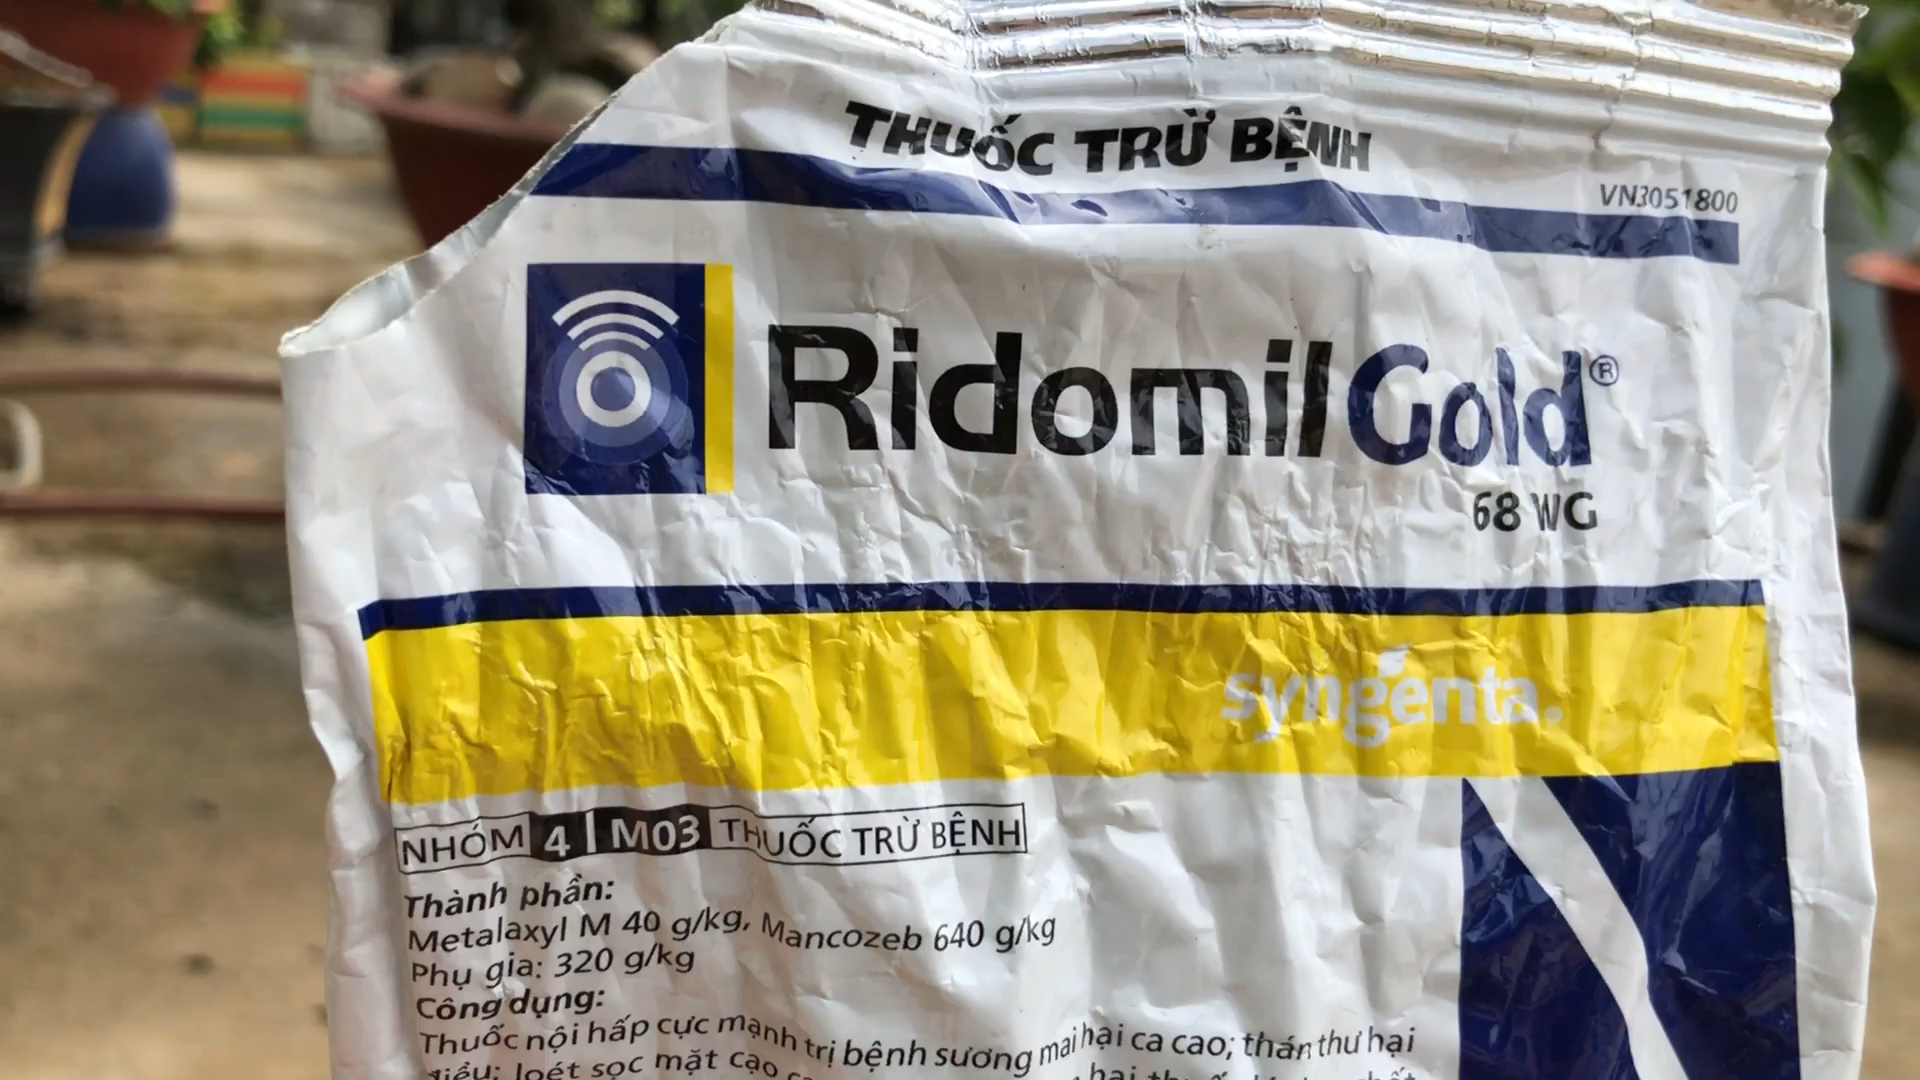 THUỐC TRỪ BỆNH
VN3051800
Ridomil Gold®
68 WG
syngenta.
NHÓM 4 | M03 THUỐC TRỪ BỆNH
Thành phần:
Metalaxyl M 40 g/kg, Mancozeb 640 g/kg
Phụ gia: 320 g/kg
Công dụng:
Thuốc nội hấp cực mạnh trị bệnh sương mai hại ca cao; thán thư hại
điều; loét sọc mặt cạo